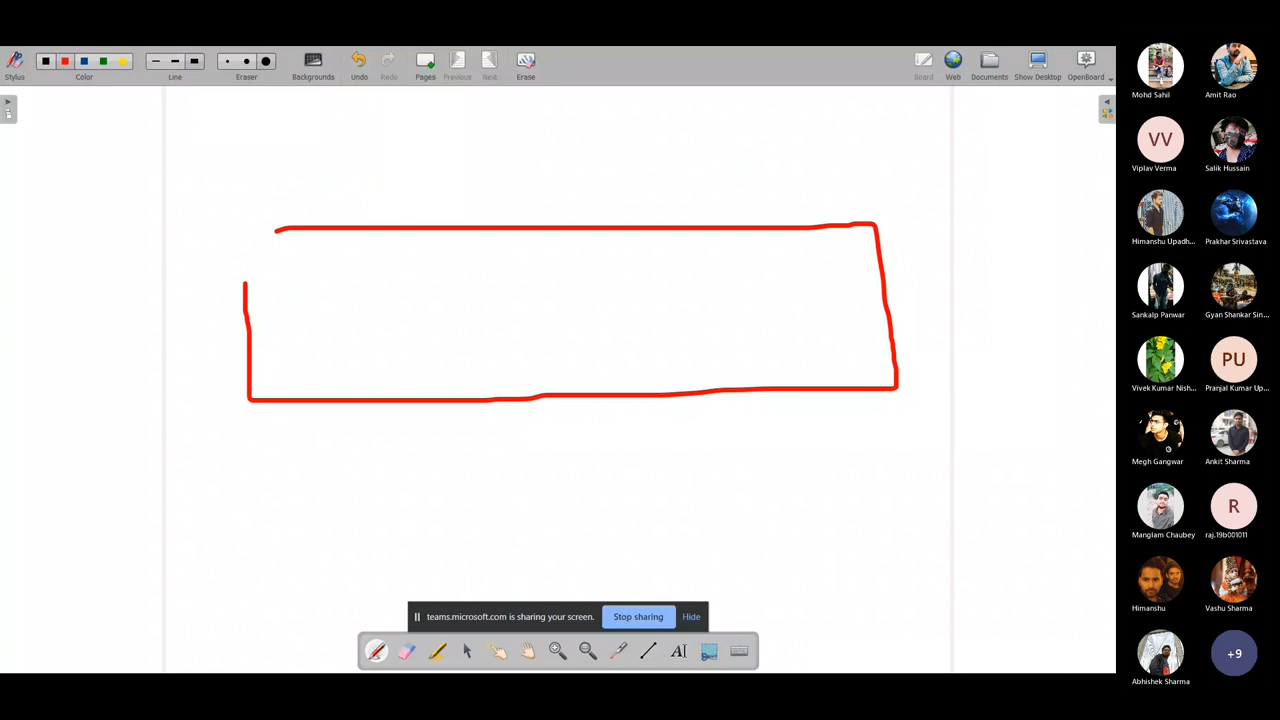 Stylus Color Line Eraser Backgrounds Undo Redo Pages Previous Next Erase Board Web Documents Show Desktop OpenBoard
Mohd Sahil Amit Rao
VV
Viplav Verma Salik Hussain
Himanshu Upadh... Prakhar Srivastava
Sankalp Panwar Gyan Shankar Sin...
PU
Vivek Kumar Nish... Pranjal Kumar Up...
Megh Gangwar Ankit Sharma
R
Manglam Chaubey raj.19b001011
Himanshu Vashu Sharma
teams.microsoft.com is sharing your screen. Stop sharing Hide
AI
+9
Abhishek Sharma